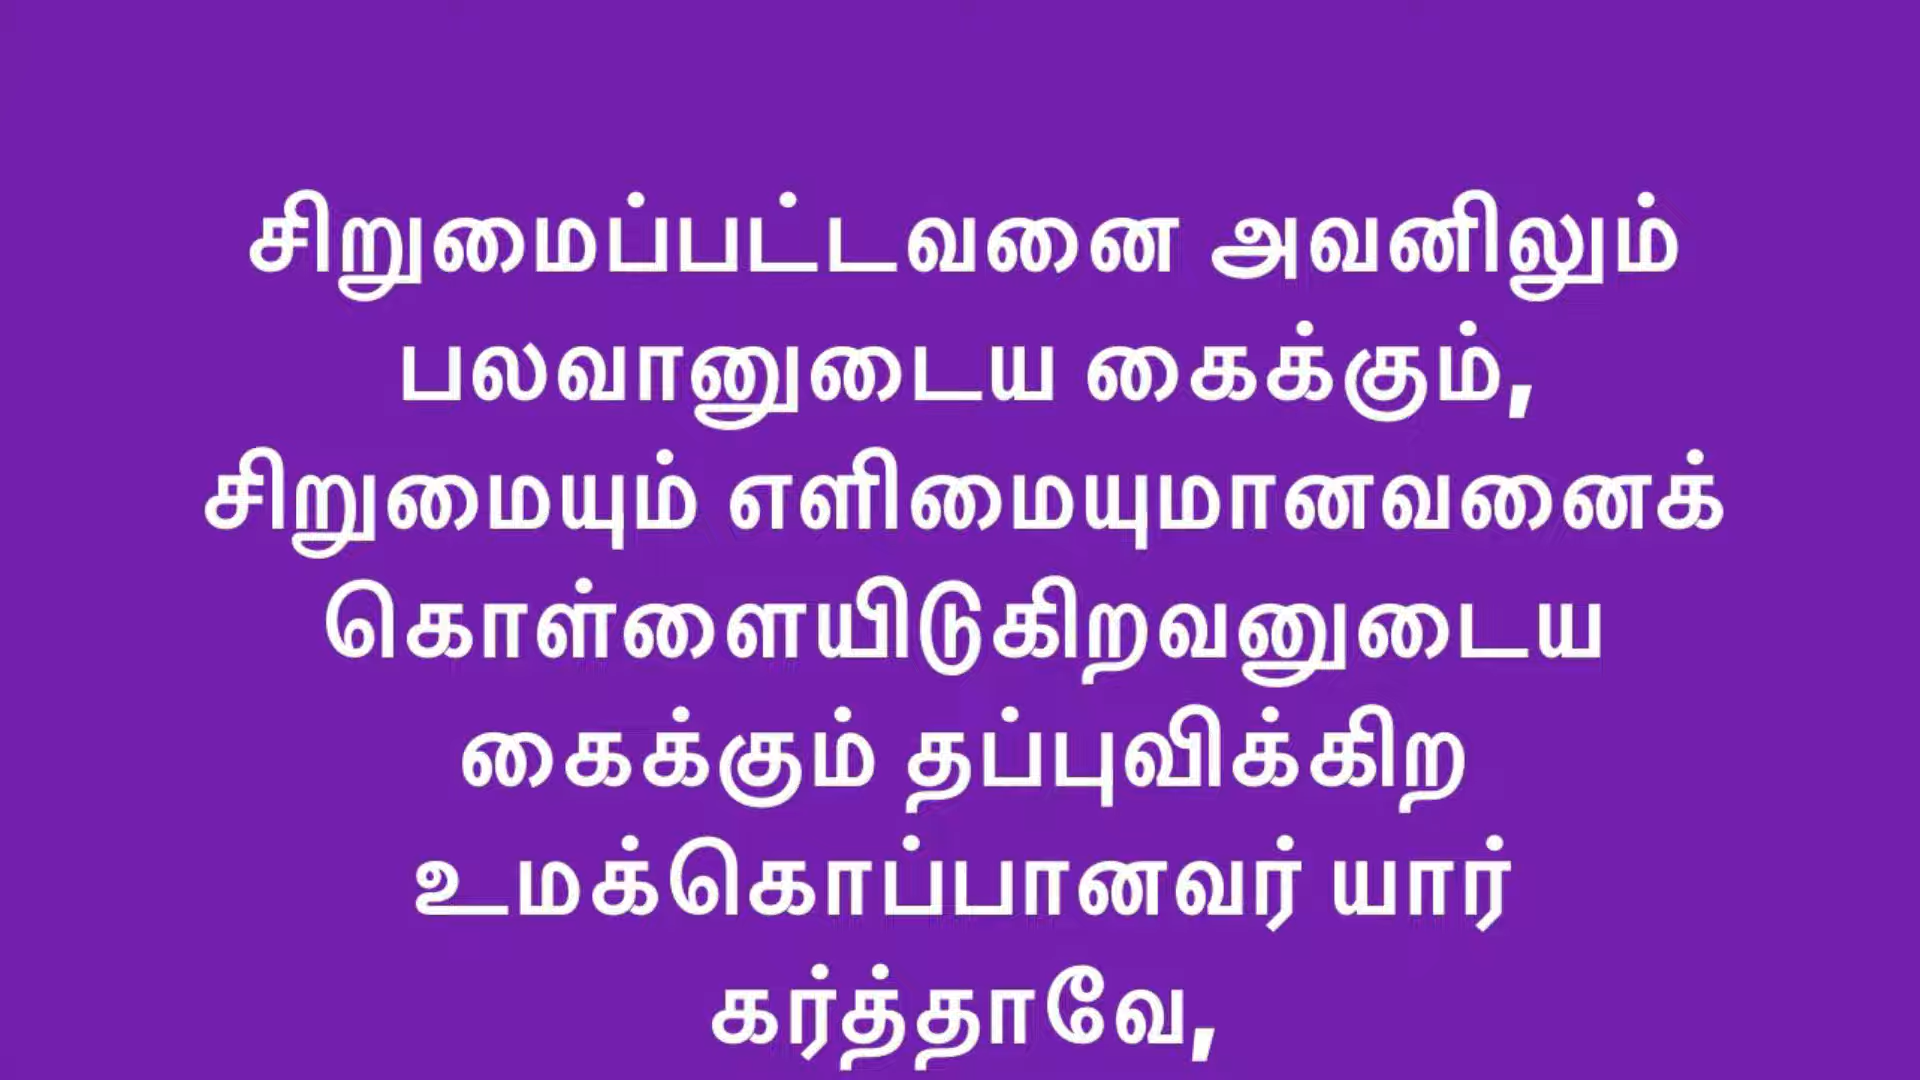 சிறுமைப்பட்டவனை அவனிலும்
பலவானுடைய கைக்கும்,
சிறுமையும் எளிமையுமானவனைக்
கொள்ளையிடுகிறவனுடைய
கைக்கும் தப்புவிக்கிற
உமக்கொப்பானவர் யார்
கர்த்தாவே,